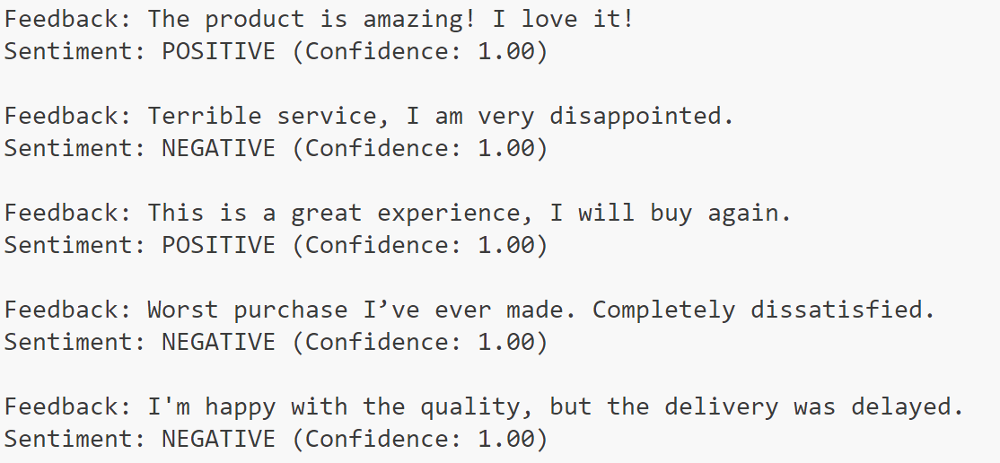 Feedback: The product is amazing! I love it!
Sentiment: POSITIVE (Confidence: 1.00)
Feedback: Terrible service, I am very disappointed.
Sentiment: NEGATIVE (Confidence: 1.00)
Feedback: This is a great experience, I will buy again.
Sentiment: POSITIVE (Confidence: 1.00)
Feedback: Worst purchase I’ve ever made. Completely dissatisfied.
Sentiment: NEGATIVE (Confidence: 1.00)
Feedback: I'm happy with the quality, but the delivery was delayed.
Sentiment: NEGATIVE (Confidence: 1.00)